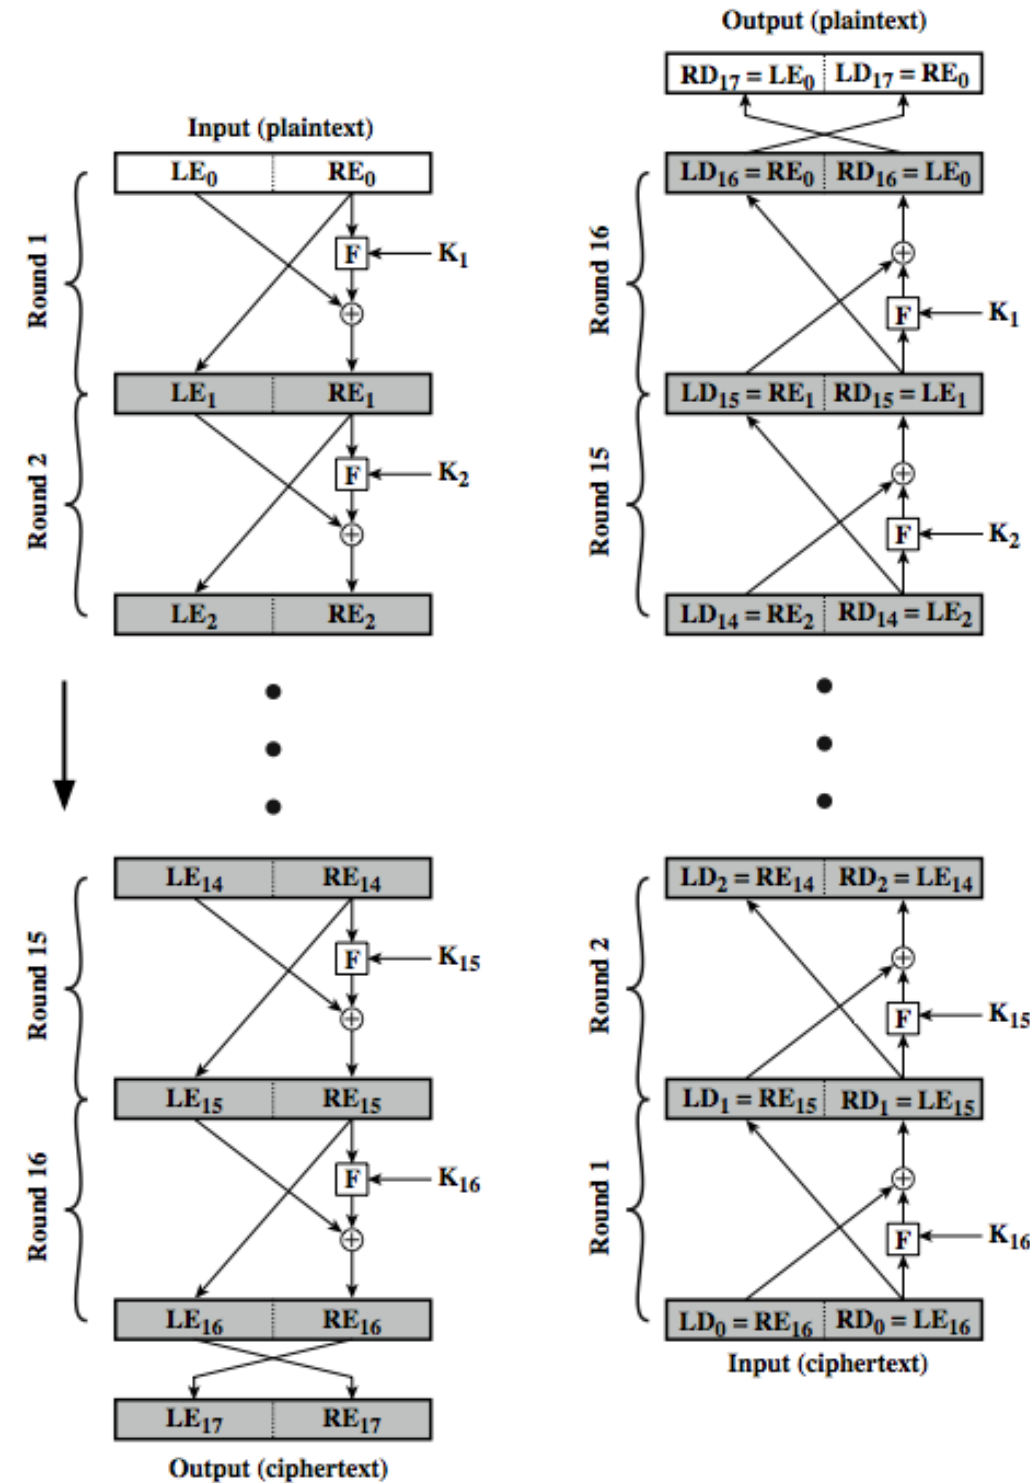 Input (plaintext)
LE₀ RE₀
Round 1
F K₁
LE₁ RE₁
Round 2
F K₂
LE₂ RE₂
LE₁₄ RE₁₄
Round 15
F K₁₅
LE₁₅ RE₁₅
Round 16
F K₁₆
LE₁₆ RE₁₆
LE₁₇ RE₁₇
Output (ciphertext)
Output (plaintext)
RD₁₇ = LE₀ LD₁₇ = RE₀
LD₁₆ = RE₀ RD₁₆ = LE₀
Round 16
F K₁
LD₁₅ = RE₁ RD₁₅ = LE₁
Round 15
F K₂
LD₁₄ = RE₂ RD₁₄ = LE₂
LD₂ = RE₁₄ RD₂ = LE₁₄
Round 2
F K₁₅
LD₁ = RE₁₅ RD₁ = LE₁₅
Round 1
F K₁₆
LD₀ = RE₁₆ RD₀ = LE₁₆
Input (ciphertext)